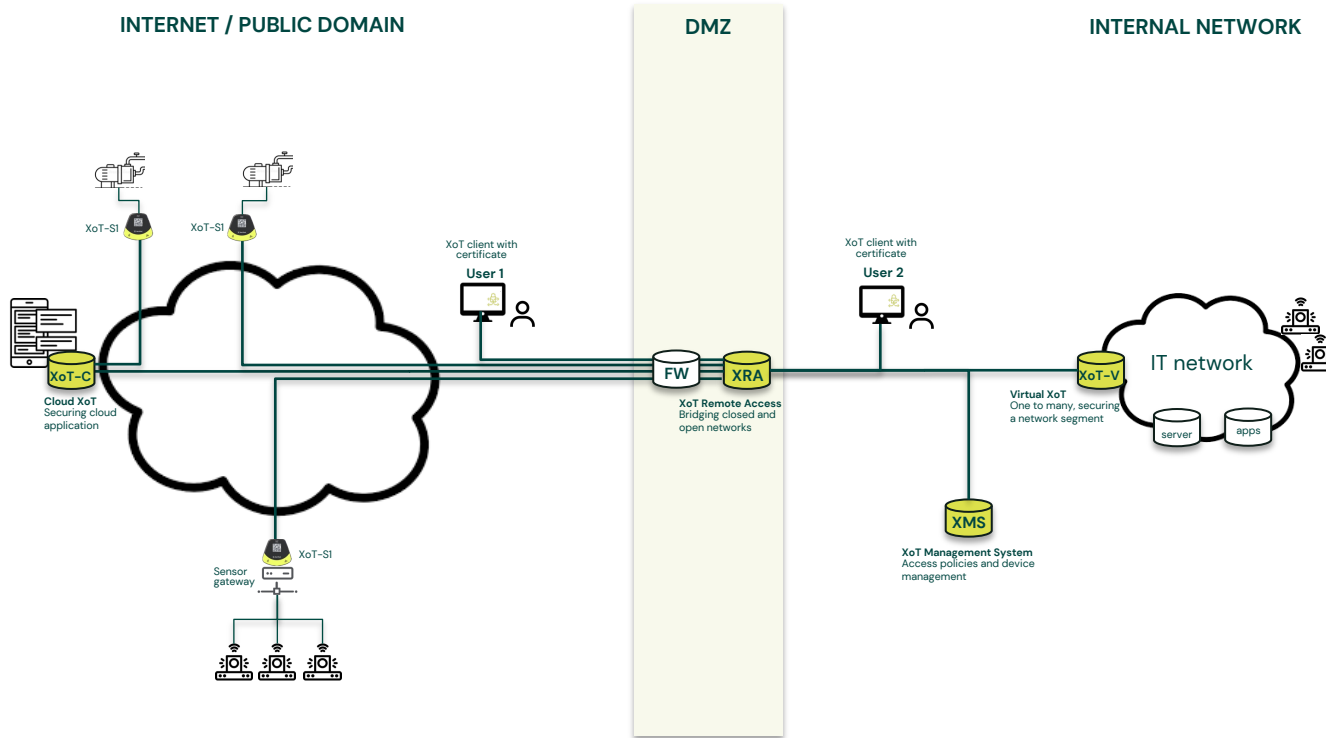 INTERNET / PUBLIC DOMAIN
DMZ
INTERNAL NETWORK
XoT-S1
XoT-S1
XoT client with
certificate
User 1
XoT client with
certificate
User 2
XoT-C
Cloud XoT
Securing cloud
application
FW
XRA
XoT Remote Access
Bridging closed and
open networks
XoT-V
Virtual XoT
One to many, securing
a network segment
IT network
server
apps
XMS
XoT Management System
Access policies and device
management
XoT-S1
Sensor
gateway